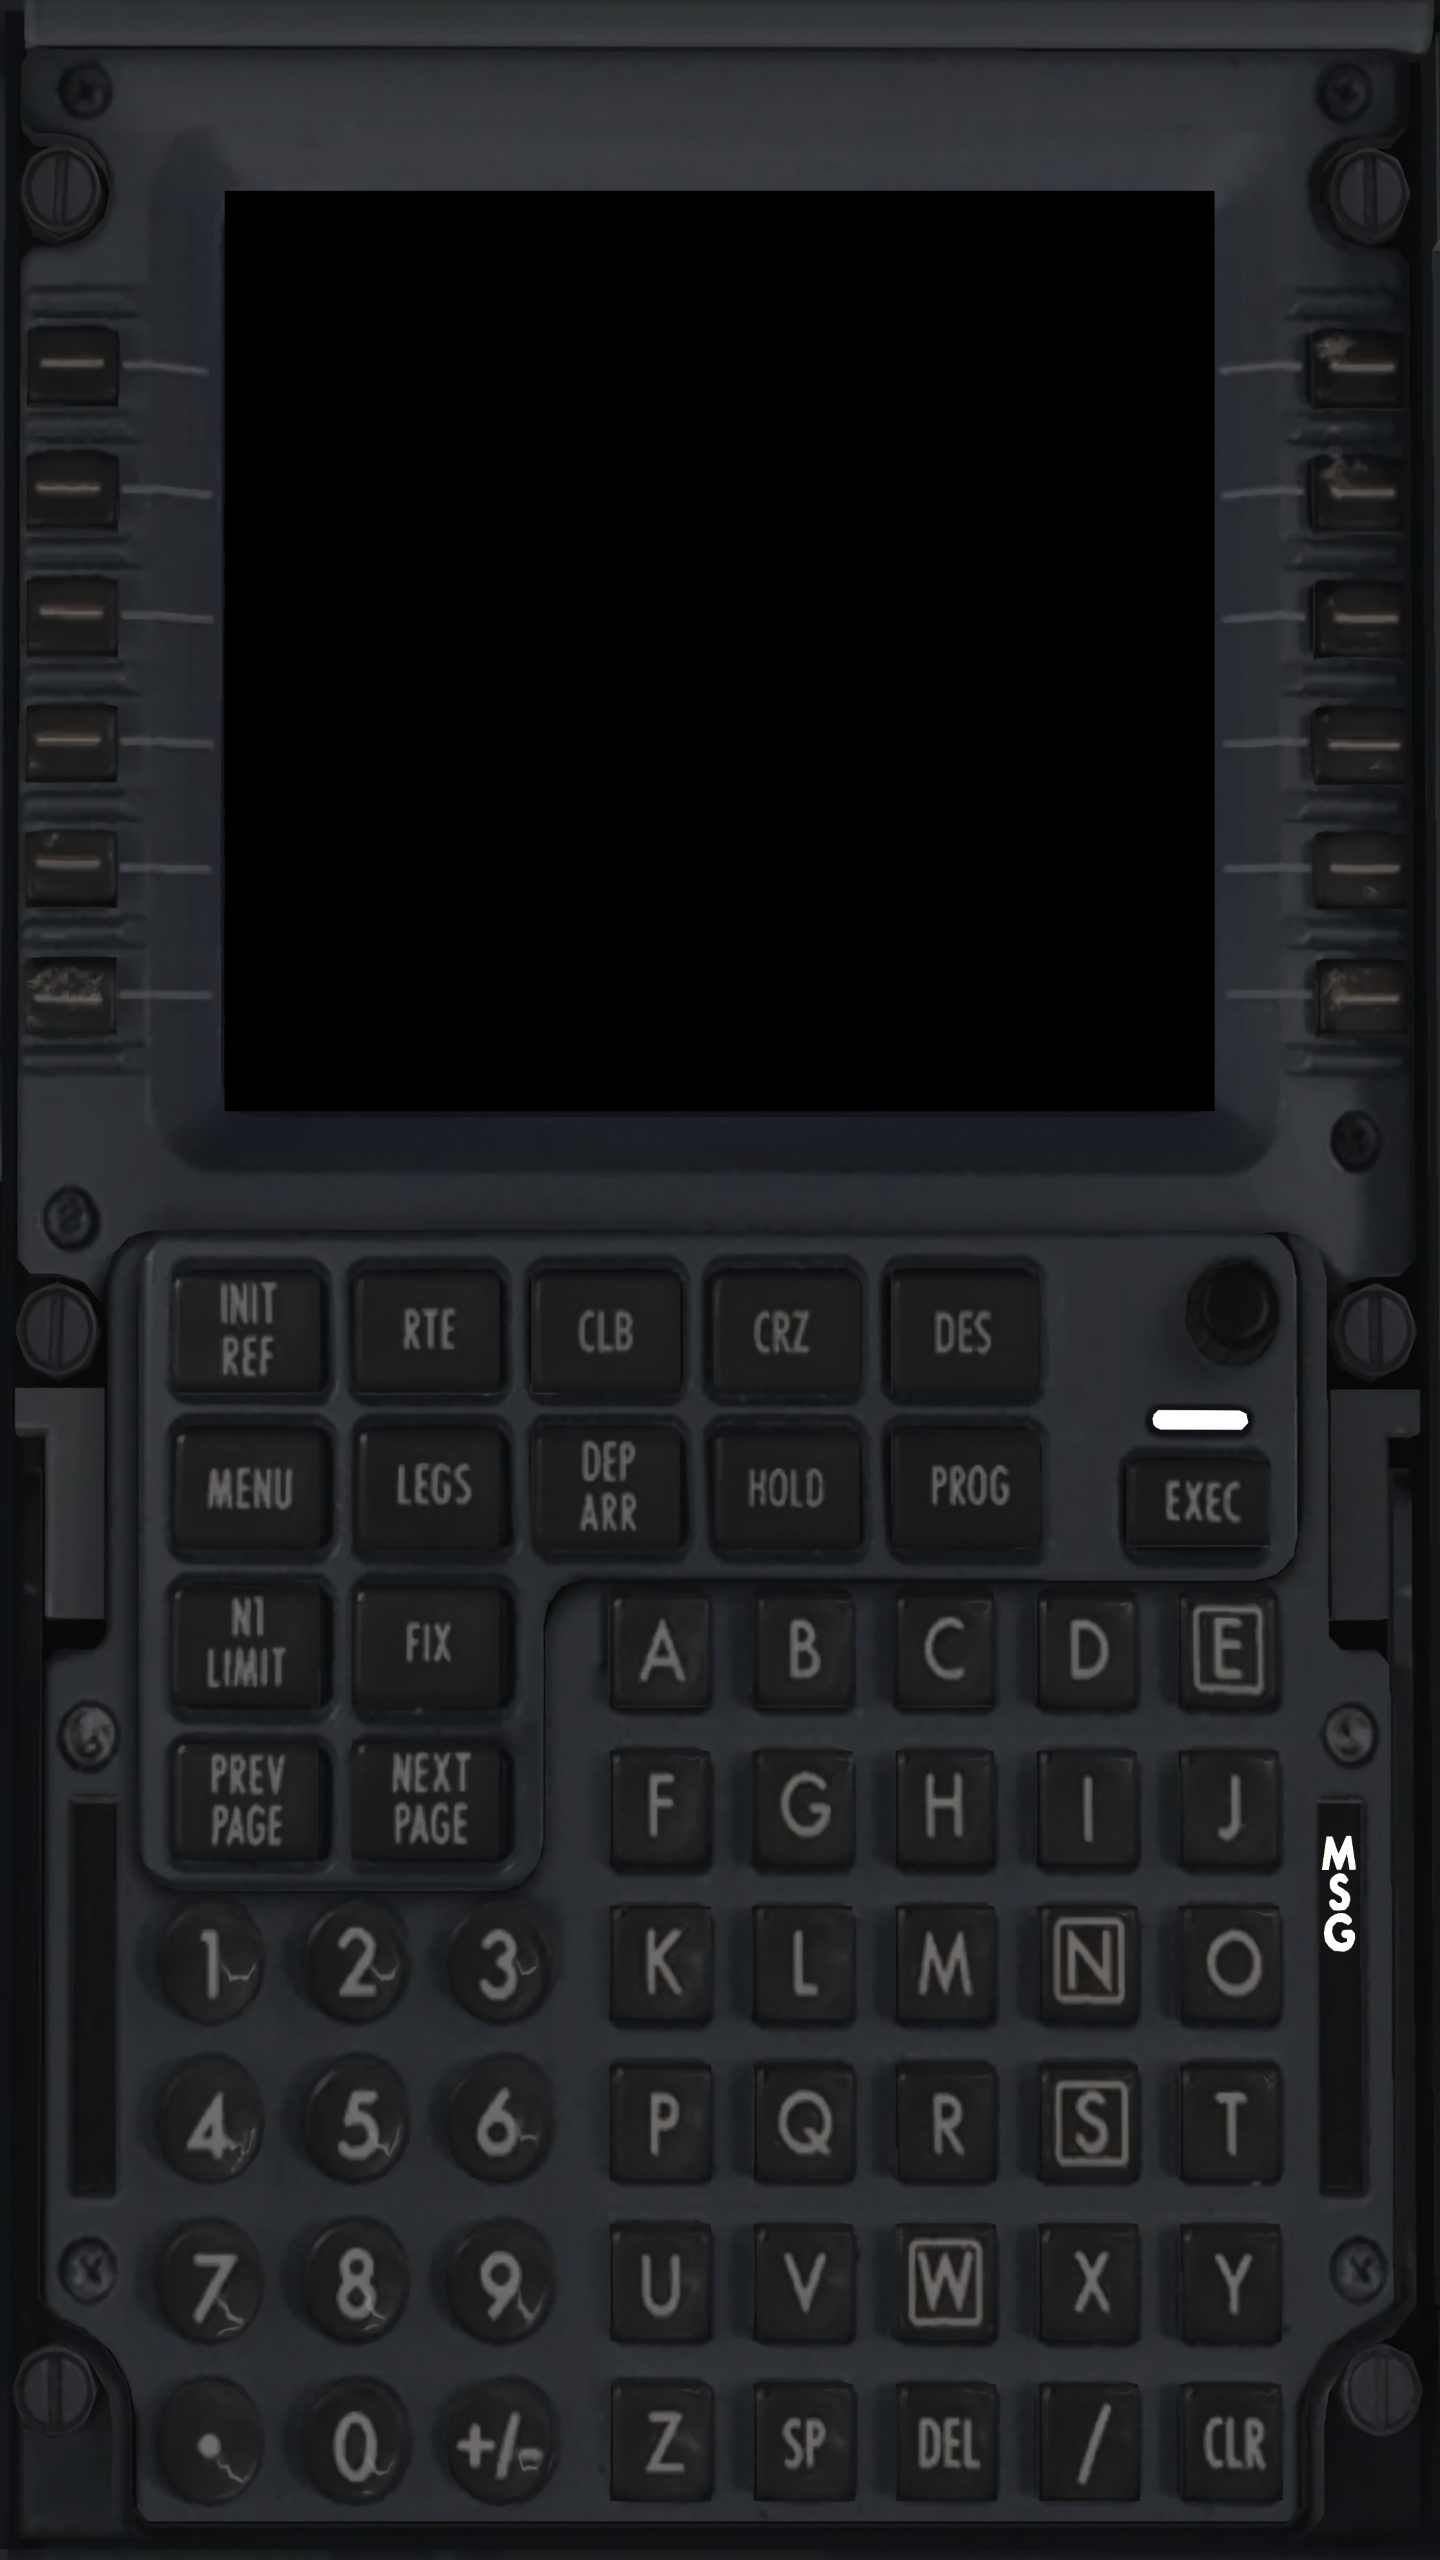 INIT
REF
RTE
CLB
CRZ
DES
MENU
LEGS
DEP
ARR
HOLD
PROG
EXEC
N1
LIMIT
FIX
A B C D E
PREV
PAGE
NEXT
PAGE
F G H I J
M
S
G
1 2 3
K L M N O
4 5 6
P Q R S T
7 8 9
U V W X Y
. 0 +/-
Z SP DEL / CLR